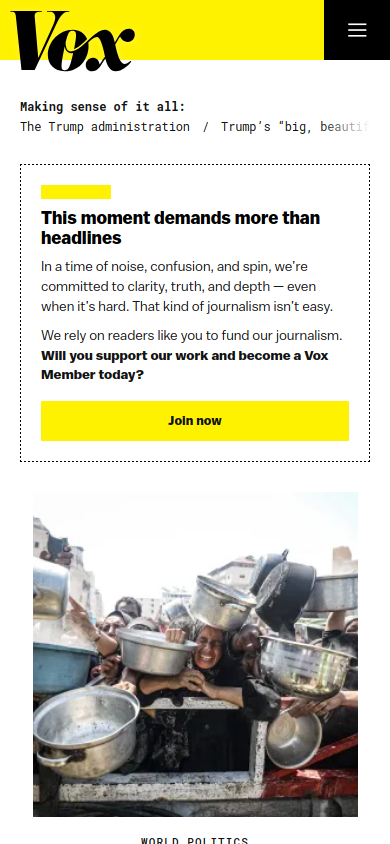 Vox
Making sense of it all:
The Trump administration / Trump’s “big,
This moment demands more than
headlines
In a time of noise, confusion, and spin, we’re
committed to clarity, truth, and depth — even
when it’s hard. That kind of journalism isn’t easy.
We rely on readers like you to fund our journalism.
Will you support our work and become a Vox
Member today?
Join now
WORLD POLITICS